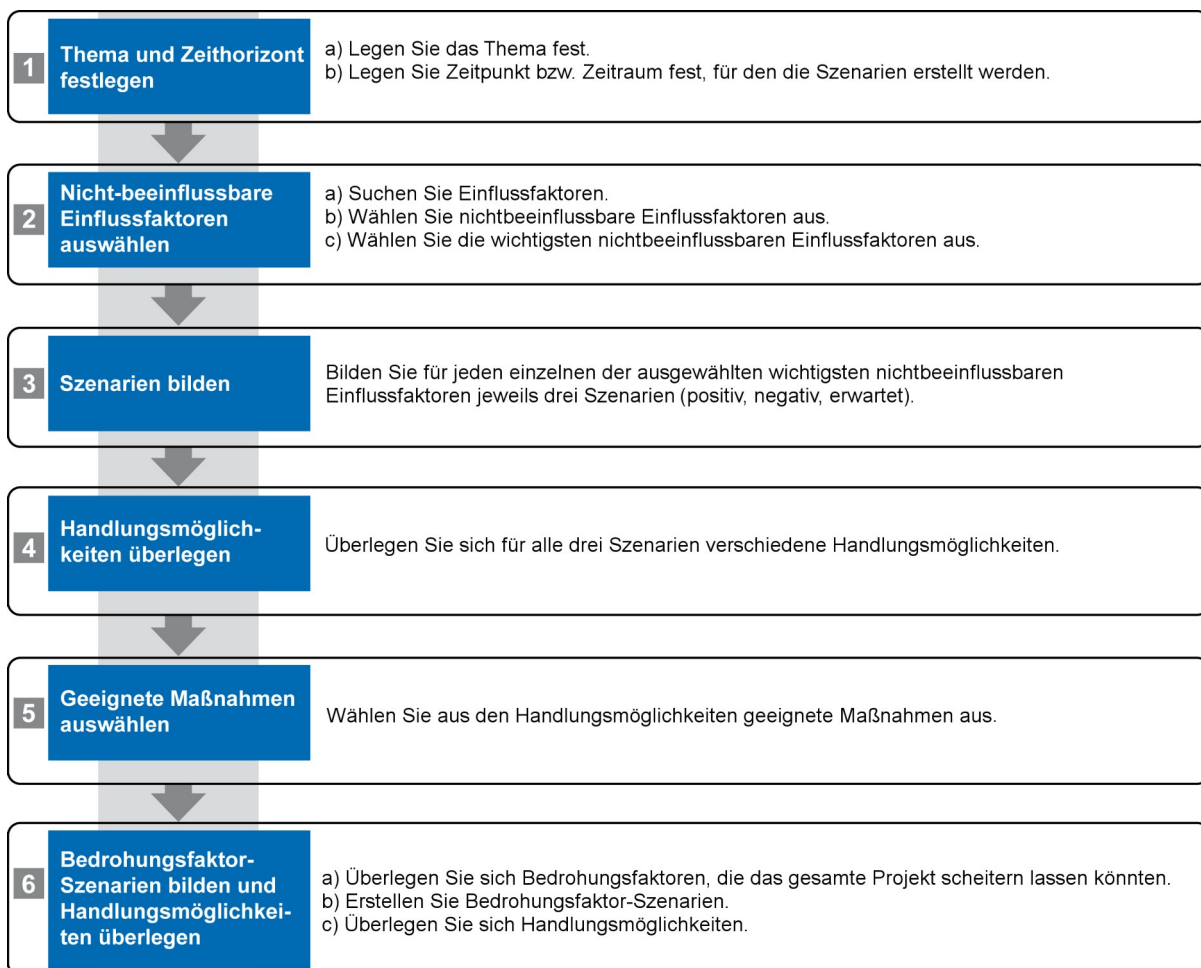 1
Thema und Zeithorizont
festlegen
a) Legen Sie das Thema fest.
b) Legen Sie Zeitpunkt bzw. Zeitraum fest, für den die Szenarien erstellt werden.
2
Nicht-beeinflussbare
Einflussfaktoren
auswählen
a) Suchen Sie Einflussfaktoren.
b) Wählen Sie nichtbeeinflussbare Einflussfaktoren aus.
c) Wählen Sie die wichtigsten nichtbeeinflussbaren Einflussfaktoren aus.
3
Szenarien bilden
Bilden Sie für jeden einzelnen der ausgewählten wichtigsten nichtbeeinflussbaren
Einflussfaktoren jeweils drei Szenarien (positiv, negativ, erwartet).
4
Handlungsmöglich-
keiten überlegen
Überlegen Sie sich für alle drei Szenarien verschiedene Handlungsmöglichkeiten.
5
Geeignete Maßnahmen
auswählen
Wählen Sie aus den Handlungsmöglichkeiten geeignete Maßnahmen aus.
6
Bedrohungsfaktor-
Szenarien bilden und
Handlungsmöglichkei-
ten überlegen
a) Überlegen Sie sich Bedrohungsfaktoren, die das gesamte Projekt scheitern lassen könnten.
b) Erstellen Sie Bedrohungsfaktor-Szenarien.
c) Überlegen Sie sich Handlungsmöglichkeiten.